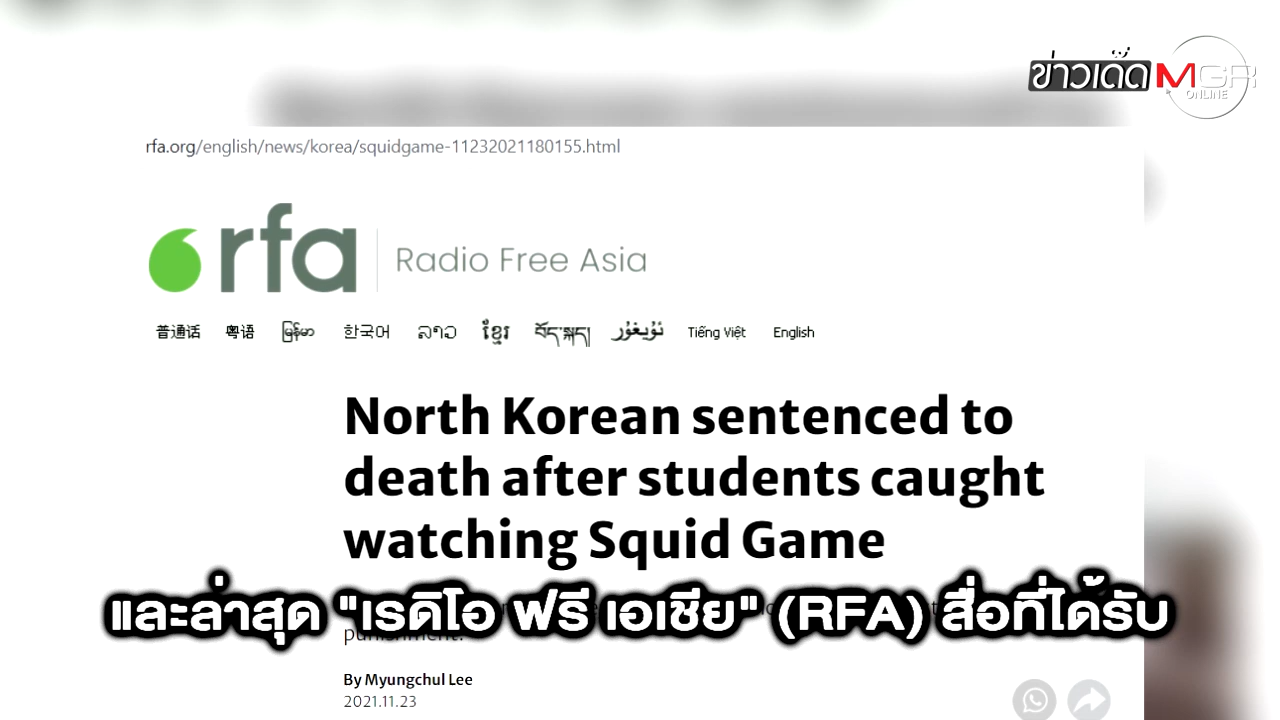 ข่าวเด็ด MGR
ONLINE
rfa.org/english/news/korea/squidgame-11232021180155.html
rfa Radio Free Asia
普通话 粤语 မြန်မာ 한국어 ລາວ ខ្មែរ བོད་སྐད། ئۇيغۇر Tiếng Việt English
North Korean sentenced to
death after students caught
watching Squid Game
และล่าสุด "เรดิโอ ฟรี เอเชีย" (RFA) สื่อที่ได้รับ
punishment.
By Myungchul Lee
2021.11.23